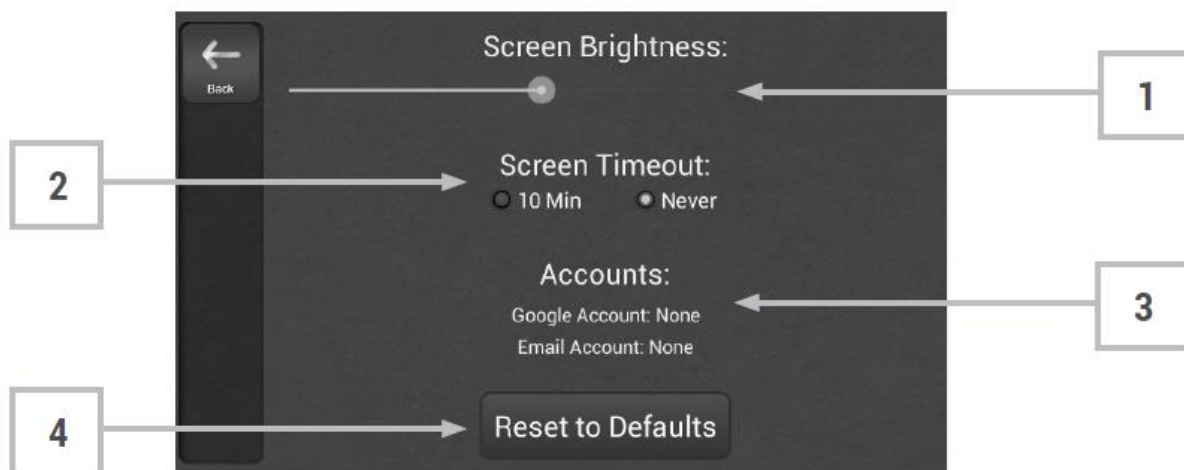 Back
Screen Brightness:
1
2
Screen Timeout:
10 Min Never
Accounts:
Google Account: None
Email Account: None
3
4
Reset to Defaults